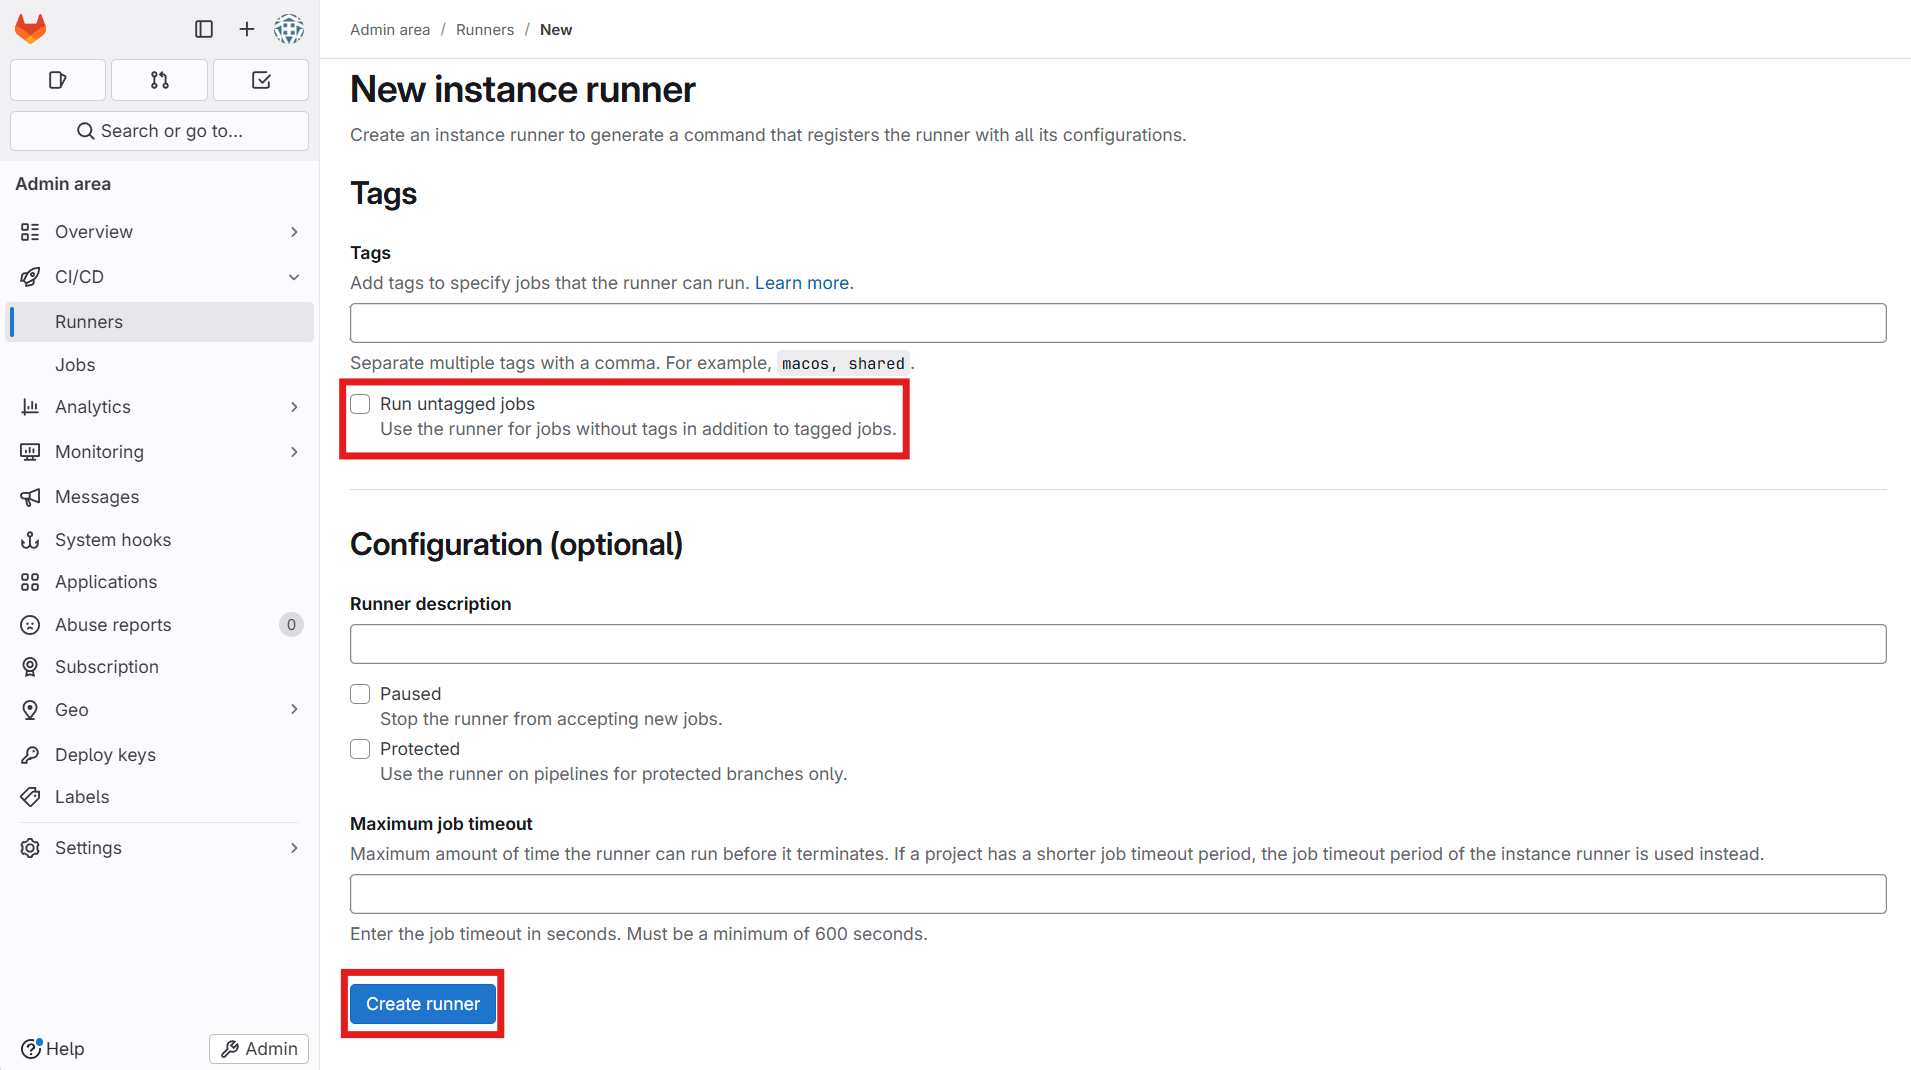 Admin area / Runners / New
Search or go to...
Admin area
Overview
CI/CD
Runners
Jobs
Analytics
Monitoring
Messages
System hooks
Applications
Abuse reports 0
Subscription
Geo
Deploy keys
Labels
Settings
Help
Admin
New instance runner
Create an instance runner to generate a command that registers the runner with all its configurations.
Tags
Tags
Add tags to specify jobs that the runner can run. Learn more.
Separate multiple tags with a comma. For example, macos, shared .
Run untagged jobs
Use the runner for jobs without tags in addition to tagged jobs.
Configuration (optional)
Runner description
Paused
Stop the runner from accepting new jobs.
Protected
Use the runner on pipelines for protected branches only.
Maximum job timeout
Maximum amount of time the runner can run before it terminates. If a project has a shorter job timeout period, the job timeout period of the instance runner is used instead.
Enter the job timeout in seconds. Must be a minimum of 600 seconds.
Create runner